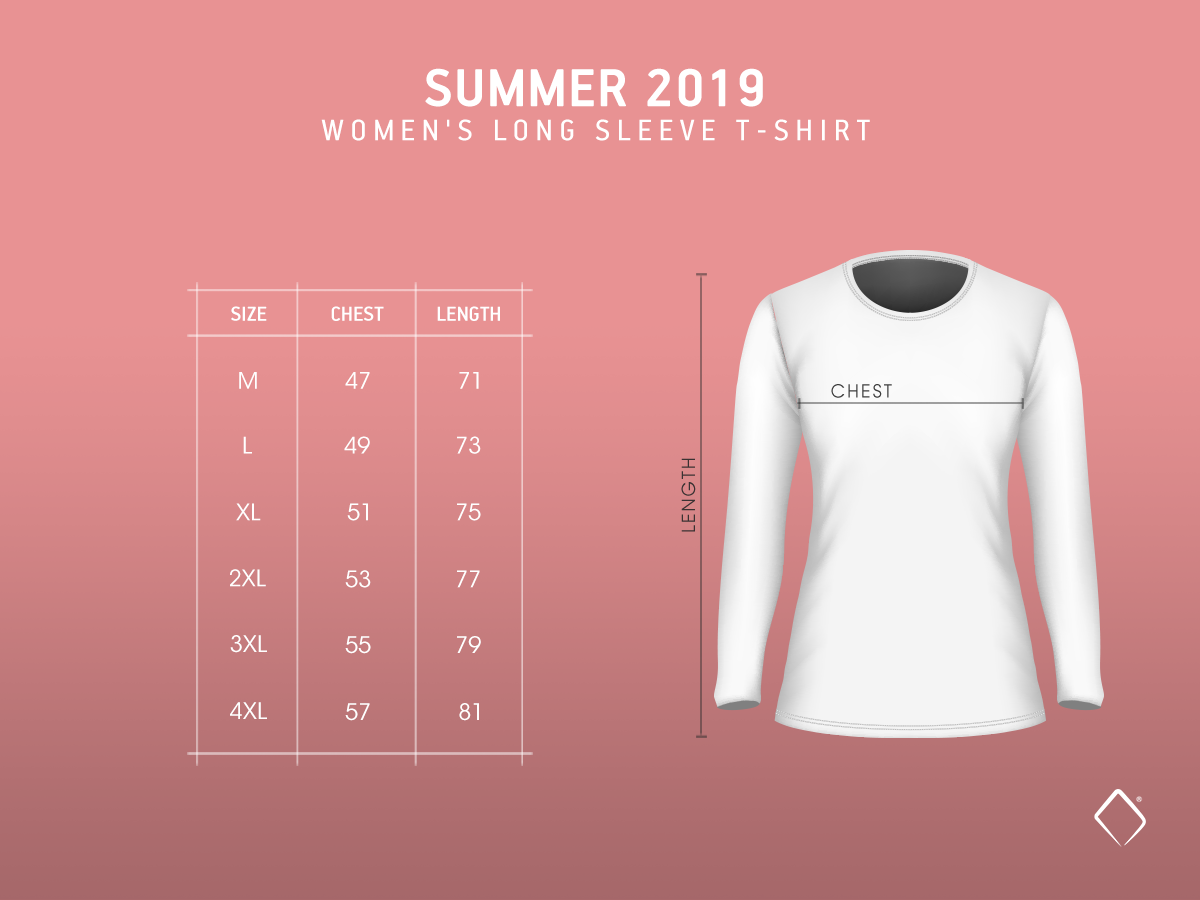 SUMMER 2019
WOMEN'S LONG SLEEVE T-SHIRT
SIZE CHEST LENGTH
M 47 71
L 49 73
XL 51 75
2XL 53 77
3XL 55 79
4XL 57 81
CHEST
LENGTH
®